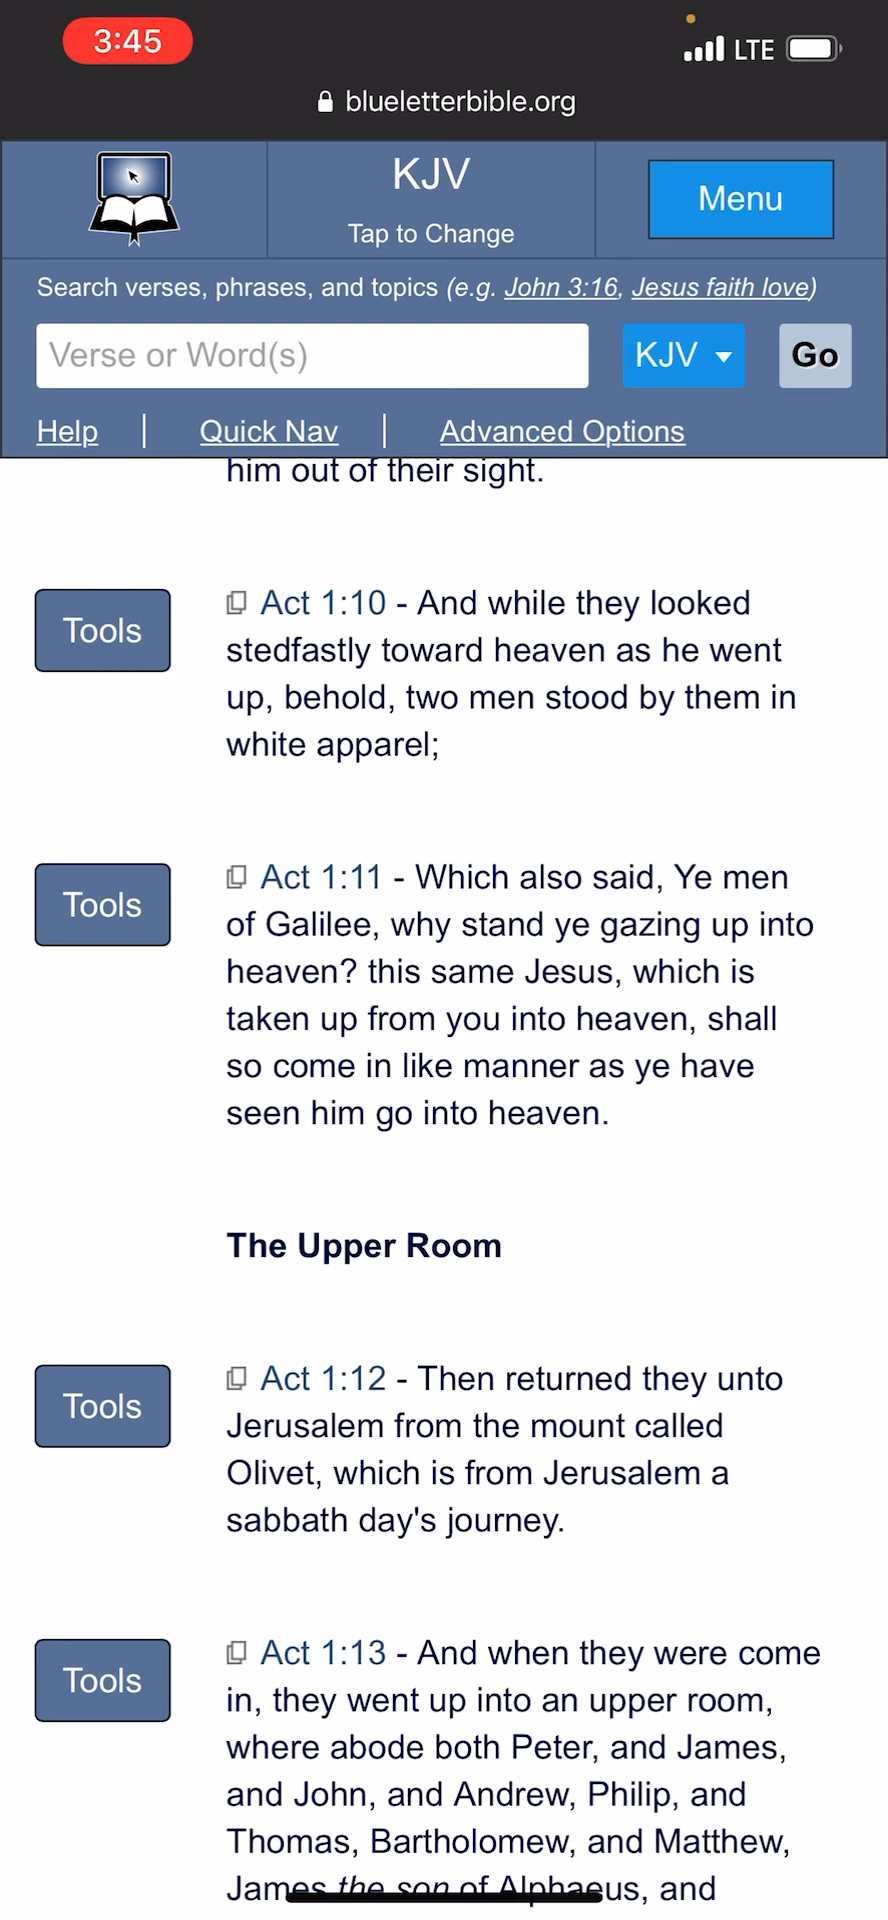 3:45
LTE
blueletterbible.org
KJV
Tap to Change
Menu
Search verses, phrases, and topics (e.g. John 3:16, Jesus faith love)
Verse or Word(s)
KJV
Go
Help | Quick Nav | Advanced Options
him out of their sight.
Tools
Act 1:10 - And while they looked
stedfastly toward heaven as he went
up, behold, two men stood by them in
white apparel;
Tools
Act 1:11 - Which also said, Ye men
of Galilee, why stand ye gazing up into
heaven? this same Jesus, which is
taken up from you into heaven, shall
so come in like manner as ye have
seen him go into heaven.
The Upper Room
Tools
Act 1:12 - Then returned they unto
Jerusalem from the mount called
Olivet, which is from Jerusalem a
sabbath day's journey.
Tools
Act 1:13 - And when they were come
in, they went up into an upper room,
where abode both Peter, and James,
and John, and Andrew, Philip, and
Thomas, Bartholomew, and Matthew,
James the son of Alphaeus, and